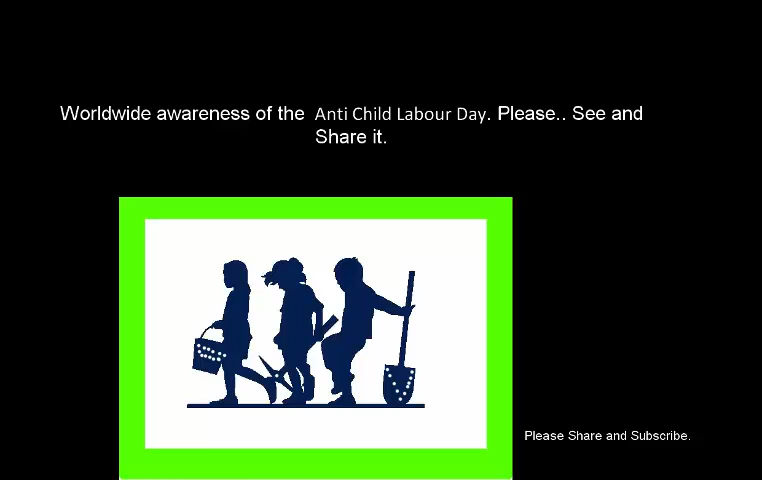 Worldwide awareness of the Anti Child Labour Day. Please.. See and
Share it.
Please Share and Subscribe.